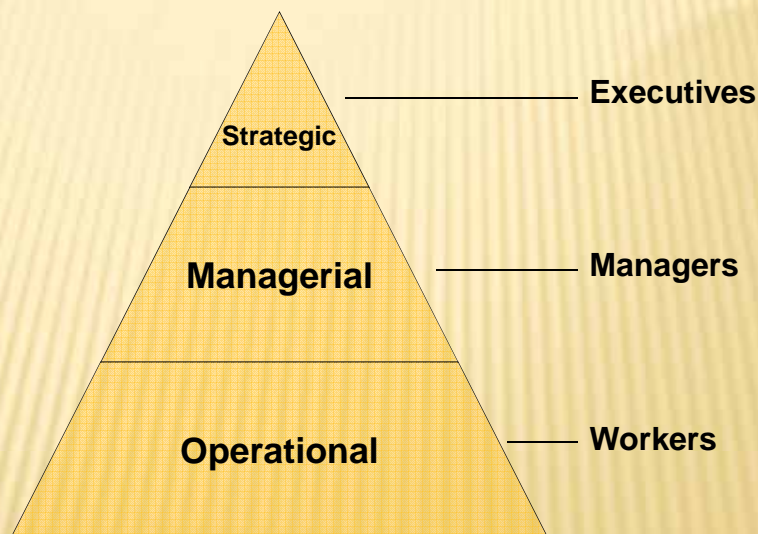 Strategic
Executives
Managerial
Managers
Operational
Workers